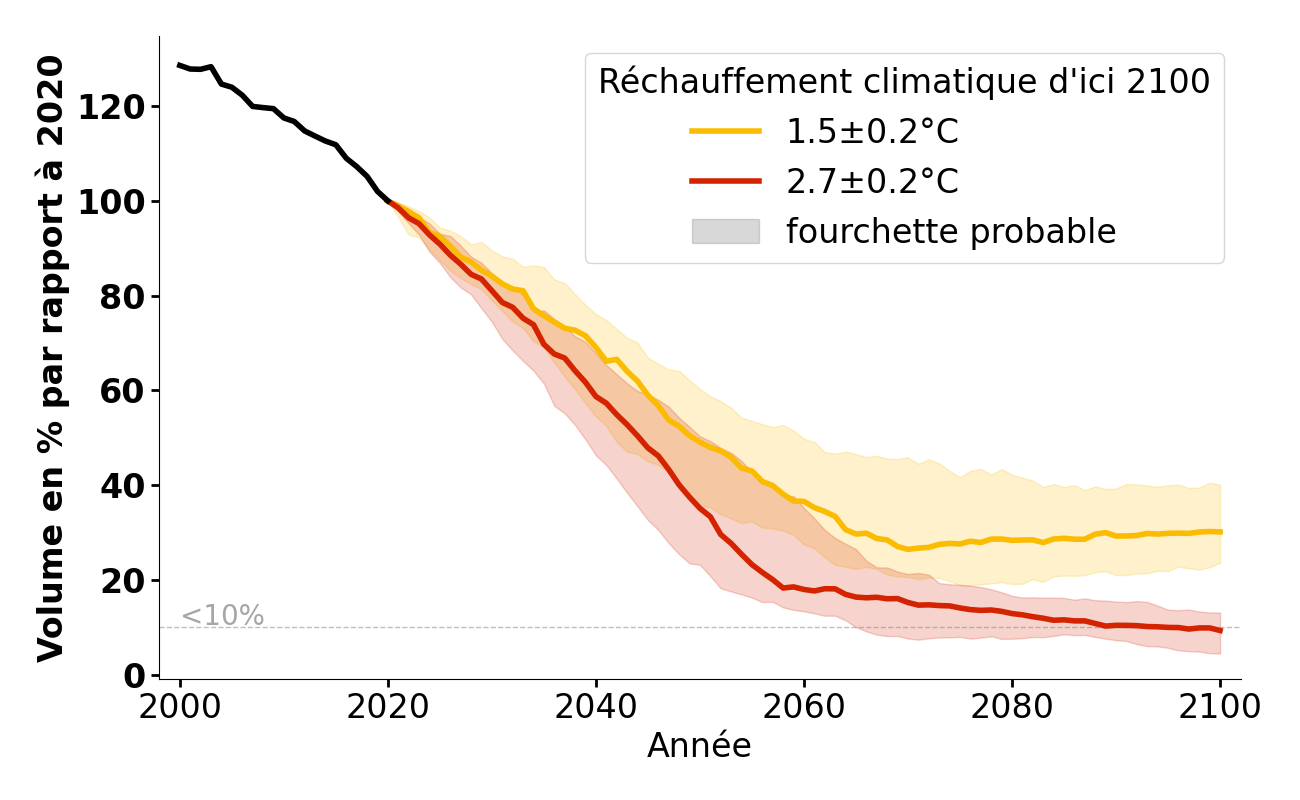 Réchauffement climatique d'ici 2100
1.5±0.2°C
2.7±0.2°C
fourchette probable
Volume en % par rapport à 2020
120
100
80
60
40
20
0
<10%
2000 2020 2040 2060 2080 2100
Année